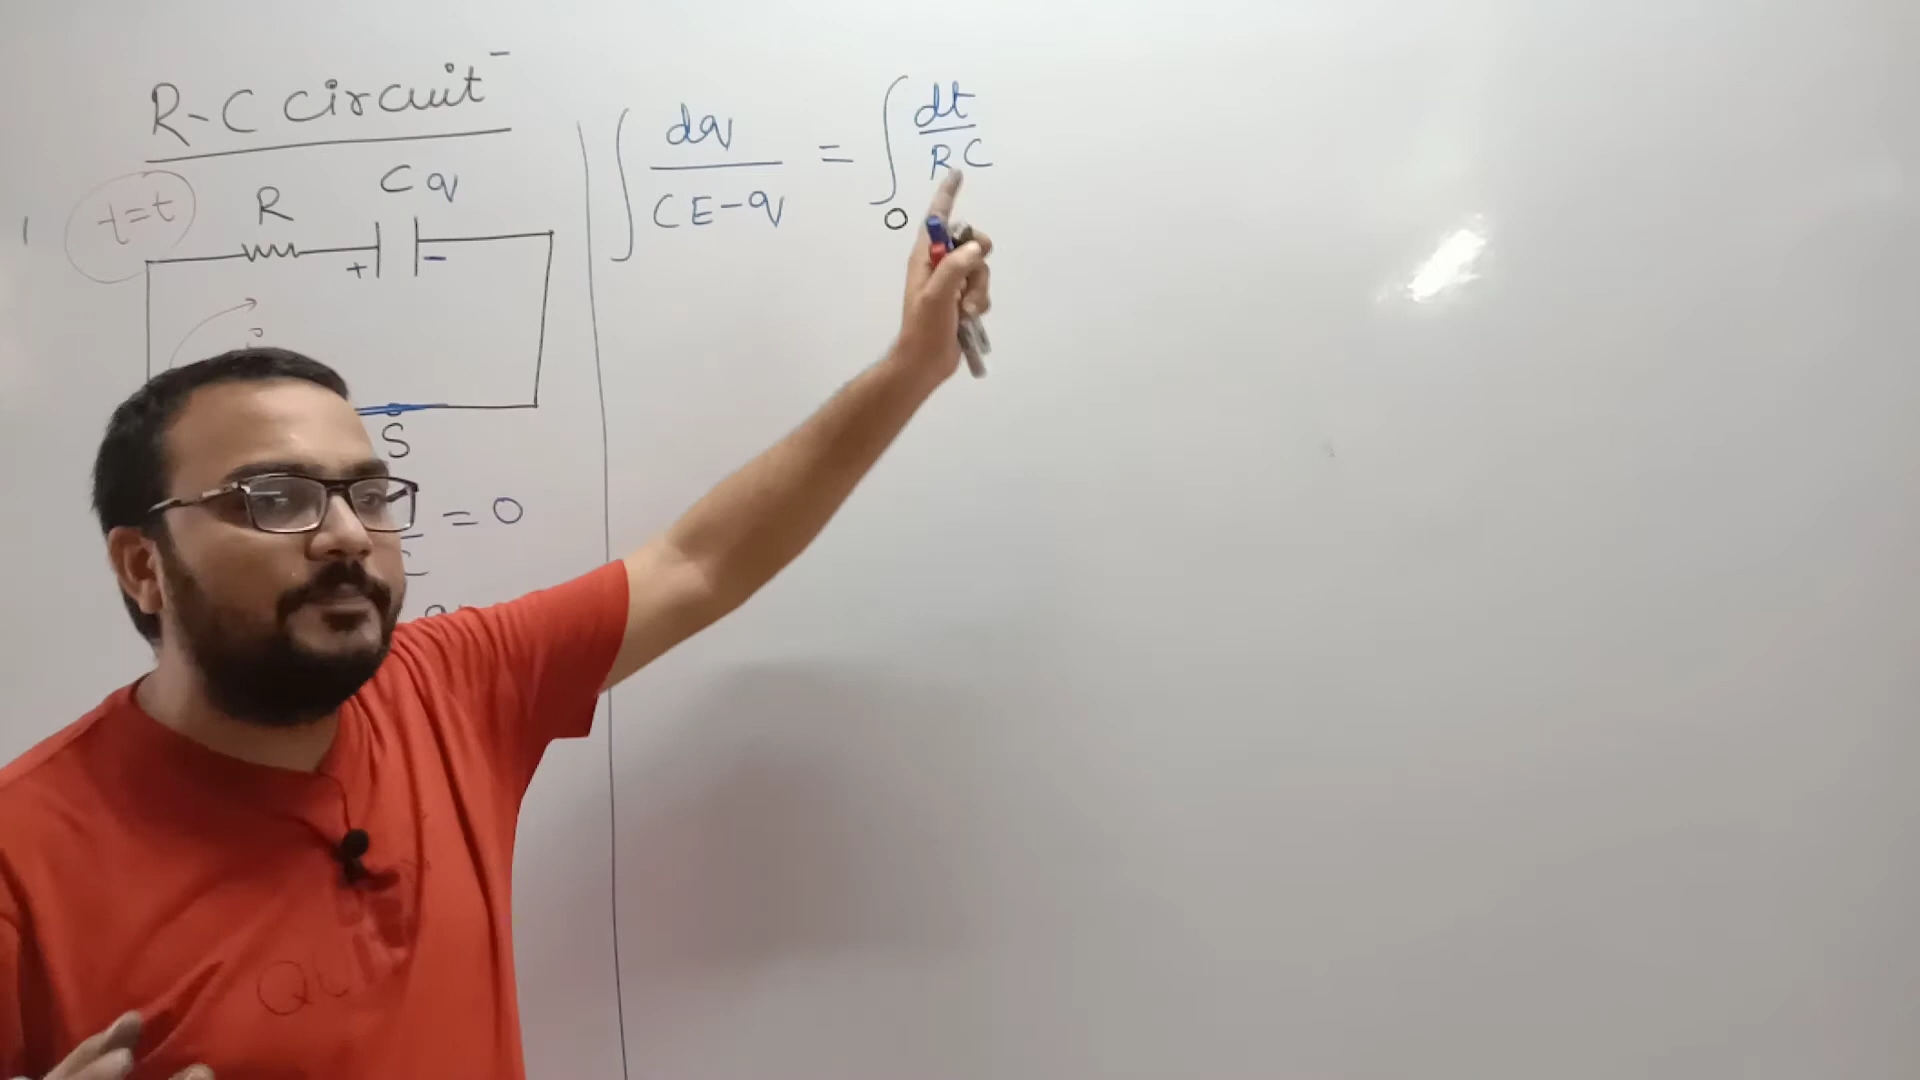 R-C Circuit-
t=t
R
C q
+
-
i
S
= 0
C
∫ dq / CE-q = ∫ dt / RC
0